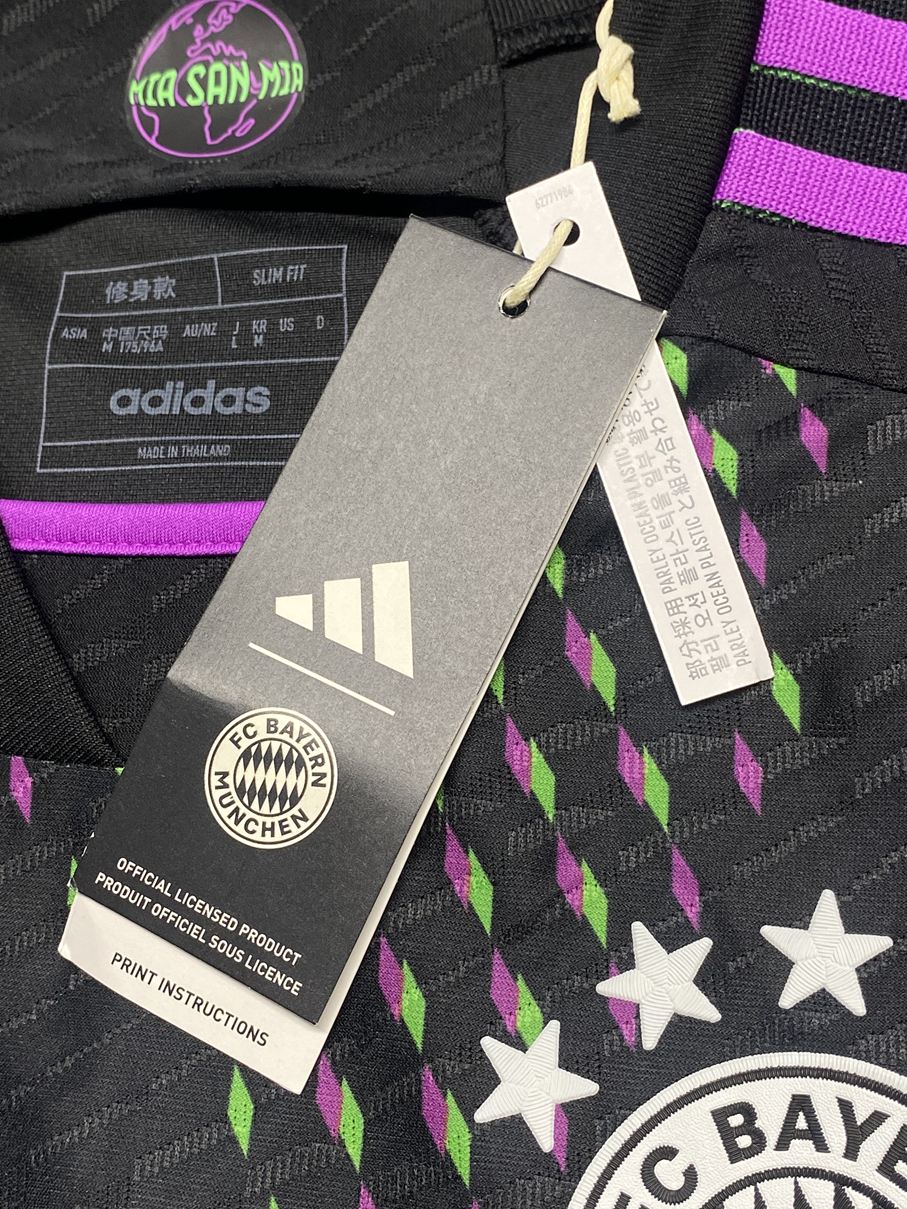 MIA SAN MIA
62771984
修身款
SLIM FIT
ASIA 中国尺码 AU/NZ J KR US D
M 175/96A L M
adidas
MADE IN THAILAND
FC BAYERN
MÜNCHEN
OFFICIAL LICENSED PRODUCT
PRODUIT OFFICIEL SOUS LICENCE
PRINT INSTRUCTIONS
部分採用 PARLEY OCEAN PLASTIC
팔리 오션 플라스틱을 일부 활용
PARLEY OCEAN PLASTIC と組み合わせて
FC BAYE